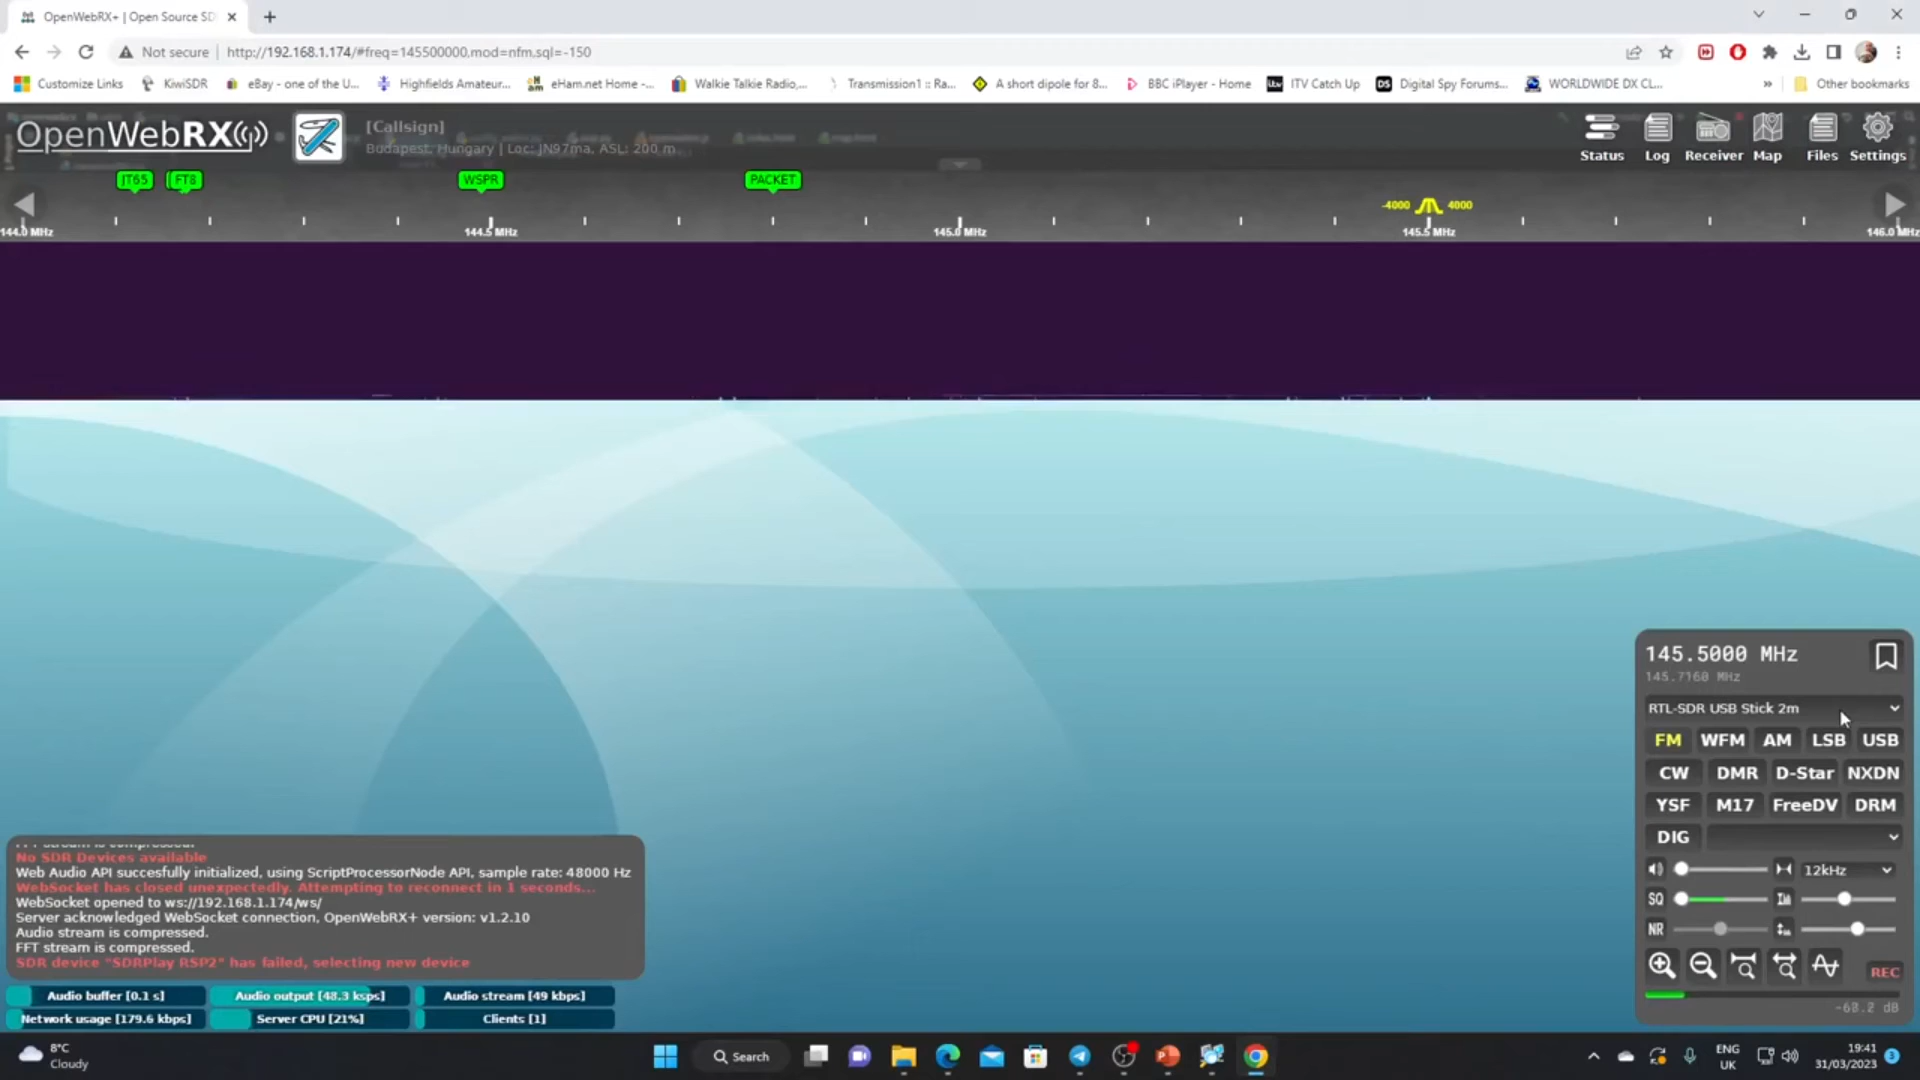 OpenWebRX+ | Open Source SD
Not secure | http://192.168.1.174/#freq=145500000,mod=nfm,sql=-150
Customize Links KiwiSDR eBay - one of the U... Highfields Amateur... eHam.net Home -... Walkie Talkie Radio,... Transmission1 :: Ra... A short dipole for 8... BBC iPlayer - Home ITV Catch Up Digital Spy Forums... WORLDWIDE DX CL... » Other bookmarks
OpenWebRX
[Callsign]
Budapest, Hungary | Loc: JN97ma, ASL: 200 m
Status Log Receiver Map Files Settings
JT65 FT8 WSPR PACKET
-4000 4000
144.0 MHz 144.5 MHz 145.0 MHz 145.5 MHz 146.0 MHz
145.5000 MHz
145.7160 MHz
RTL-SDR USB Stick 2m
FM WFM AM LSB USB
CW DMR D-Star NXDN
YSF M17 FreeDV DRM
DIG
12kHz
SQ
NR
REC
-68.2 dB
FFT stream is compressed.
No SDR Devices available
Web Audio API succesfully initialized, using ScriptProcessorNode API, sample rate: 48000 Hz
WebSocket has closed unexpectedly. Attempting to reconnect in 1 seconds...
WebSocket opened to ws://192.168.1.174/ws/
Server acknowledged WebSocket connection, OpenWebRX+ version: v1.2.10
Audio stream is compressed.
FFT stream is compressed.
SDR device "SDRPlay RSP2" has failed, selecting new device
Audio buffer [0.1 s] Audio output [48.3 ksps] Audio stream [49 kbps]
Network usage [179.6 kbps] Server CPU [21%] Clients [1]
8°C
Cloudy
Search
ENG
UK
19:41
31/03/2023
3